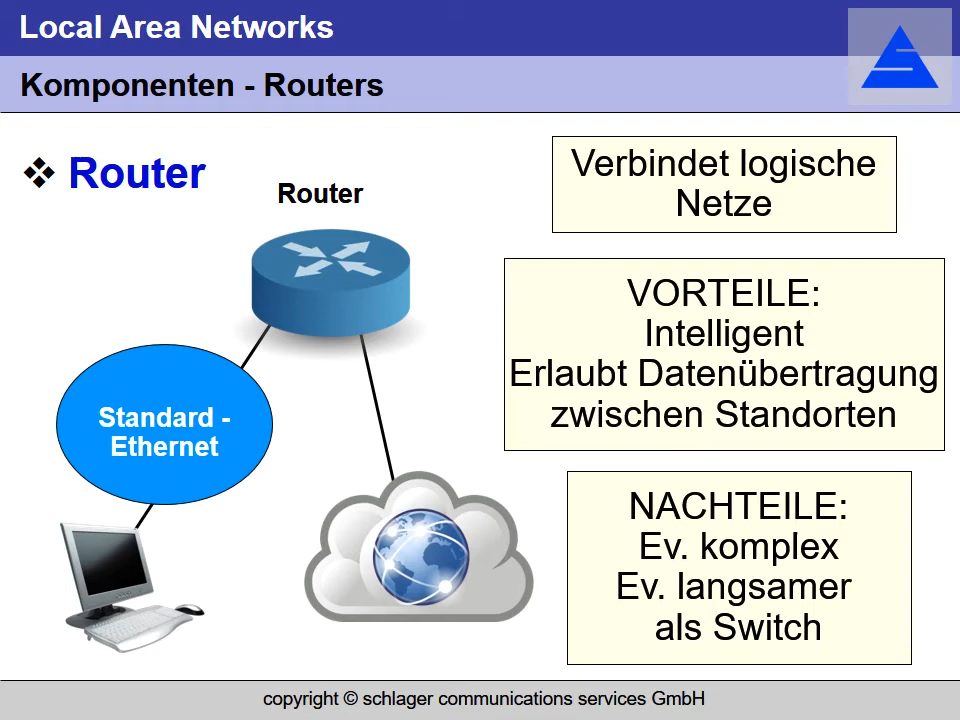 Local Area Networks
Komponenten - Routers
❖ Router
Router
Standard -
Ethernet
Verbindet logische
Netze
VORTEILE:
Intelligent
Erlaubt Datenübertragung
zwischen Standorten
NACHTEILE:
Ev. komplex
Ev. langsamer
als Switch
copyright © schlager communications services GmbH